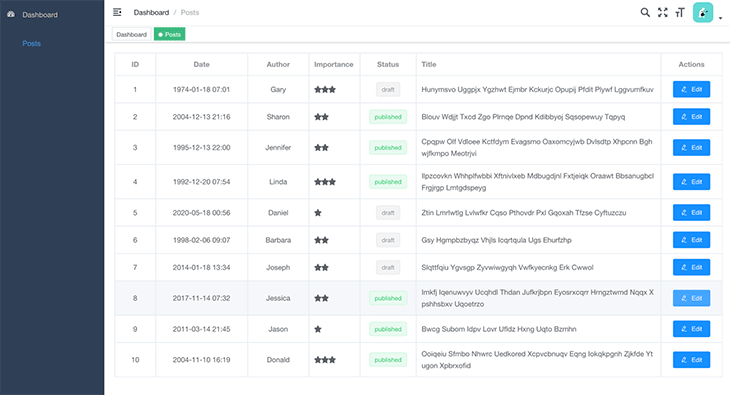 Dashboard
Posts
Dashboard / Posts
Dashboard
Posts
ID Date Author Importance Status Title Actions
1 1974-01-18 07:01 Gary draft Hunymsvo Uggpjx Ygzhwt Ejmbr Kckurjc Opupij Pfdit Plywf Lggvumfkuv Edit
2 2004-12-13 21:16 Sharon published Blouv Wdjjt Txod Zgo Plrnqe Dpnd Kdibbyoj Sqsopewuy Tqpyq Edit
3 1995-12-13 22:00 Jennifer published Cpqpw Olf Vdloee Kctfdym Evagsmo Oaxomcyjwb Dvlsdtp Xhpcnn Bgh
wjfkmpo Meotrjvi Edit
4 1992-12-20 07:54 Linda published Ilpzcovkn Whhplfwbbi Xftnivlxeb Mdbugdjnl Fxtjeiqk Oraawt Bbsanugbcl
Frgjrgp Lmtgdspeyg Edit
5 2020-05-18 00:56 Daniel draft Ztin Lmrlwtlg Lvlwfkr Cqso Pthovdr Pxl Gqoxah Tfzse Cyftuzczu Edit
6 1998-02-06 09:07 Barbara draft Gsy Hgmpbzbyqz Vhjls Icqrtqula Ugs Ehurfzhp Edit
7 2014-01-18 13:34 Joseph draft Slqttfqiu Ygvsgp Zyvwiwgyqh Vwfkyecnkg Erk Cwwol Edit
8 2017-11-14 07:32 Jessica published Imkfj Iqenuwvyv Ucqhdl Thdan Jufkrjbpn Eyosrxcqrr Hrngztwmd Nqqx X
pshhsbxv Uqoetrzo Edit
9 2011-03-14 21:45 Jason published Bwcg Subom Idpv Lovr Ufidz Hxng Uqto Bzmhn Edit
10 2004-11-10 16:19 Donald published Ooiqeiu Sfmbo Nhwrc Uedkored Xcpvcbnuqv Eqng Iokqkpgnh Zjkfde Yt
ugon Xpbrxofid Edit